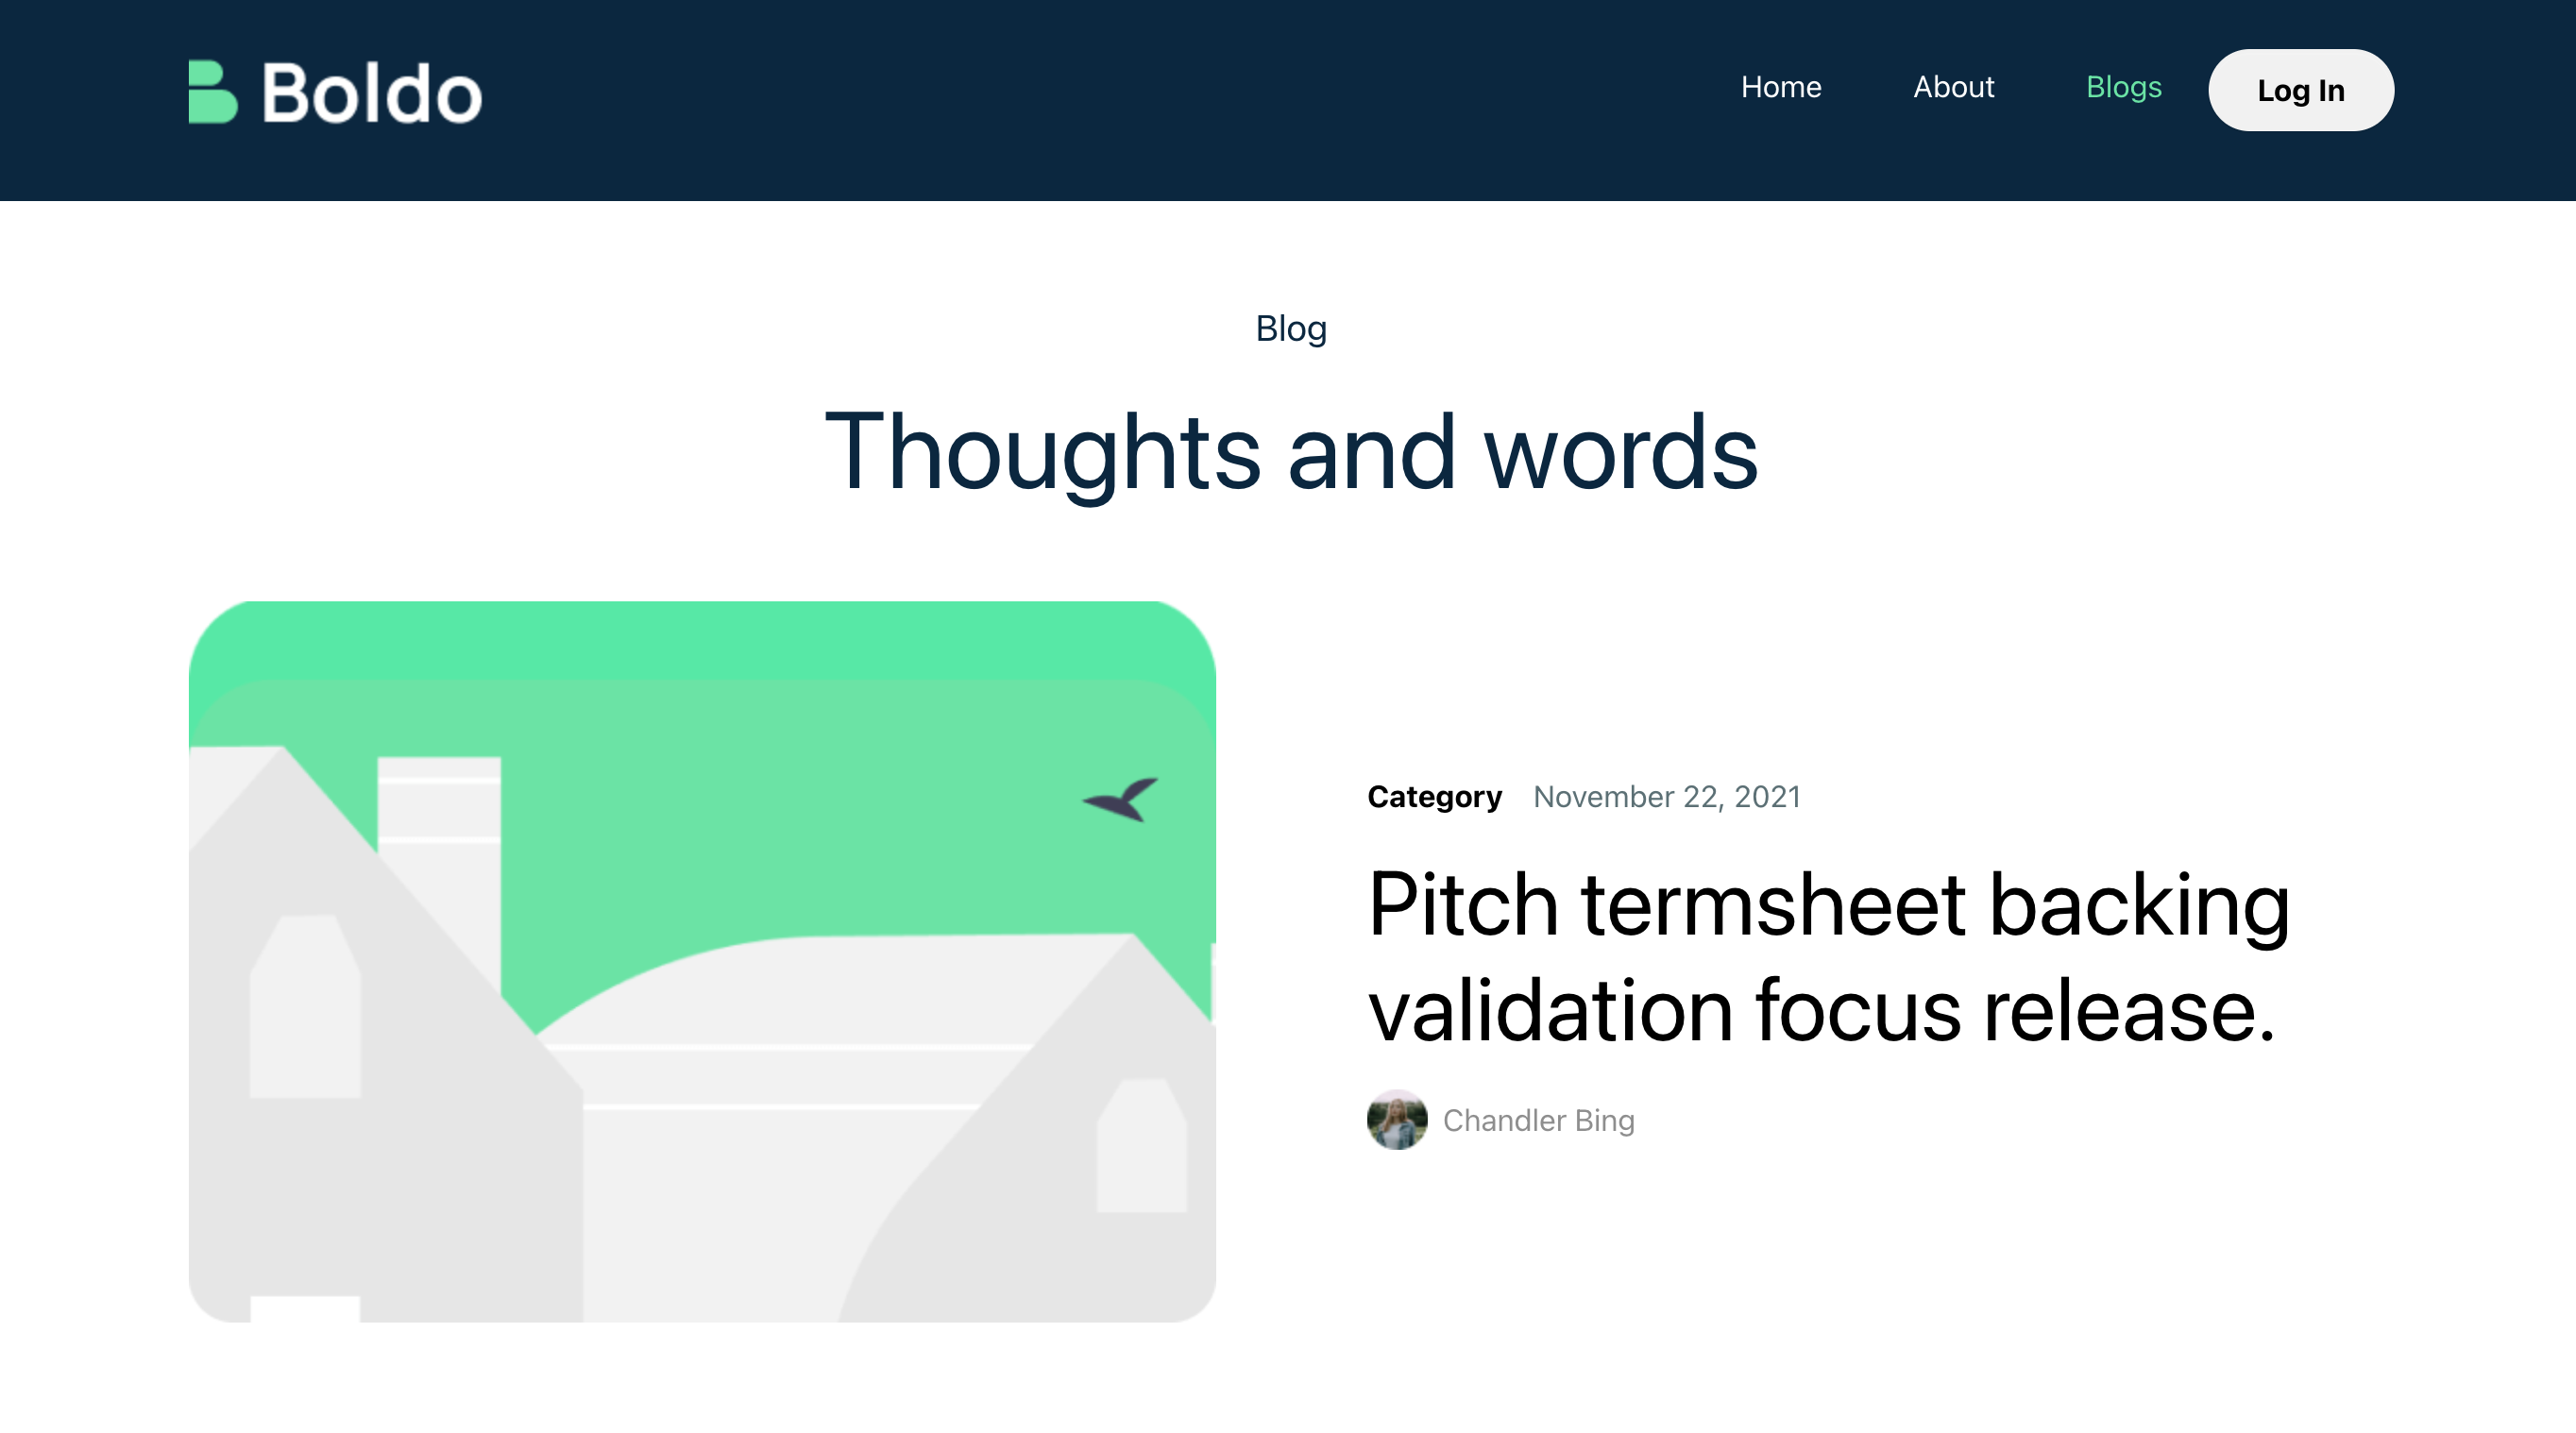 Boldo
Home About Blogs Log In
Blog
Thoughts and words
Category November 22, 2021
Pitch termsheet backing
validation focus release.
Chandler Bing